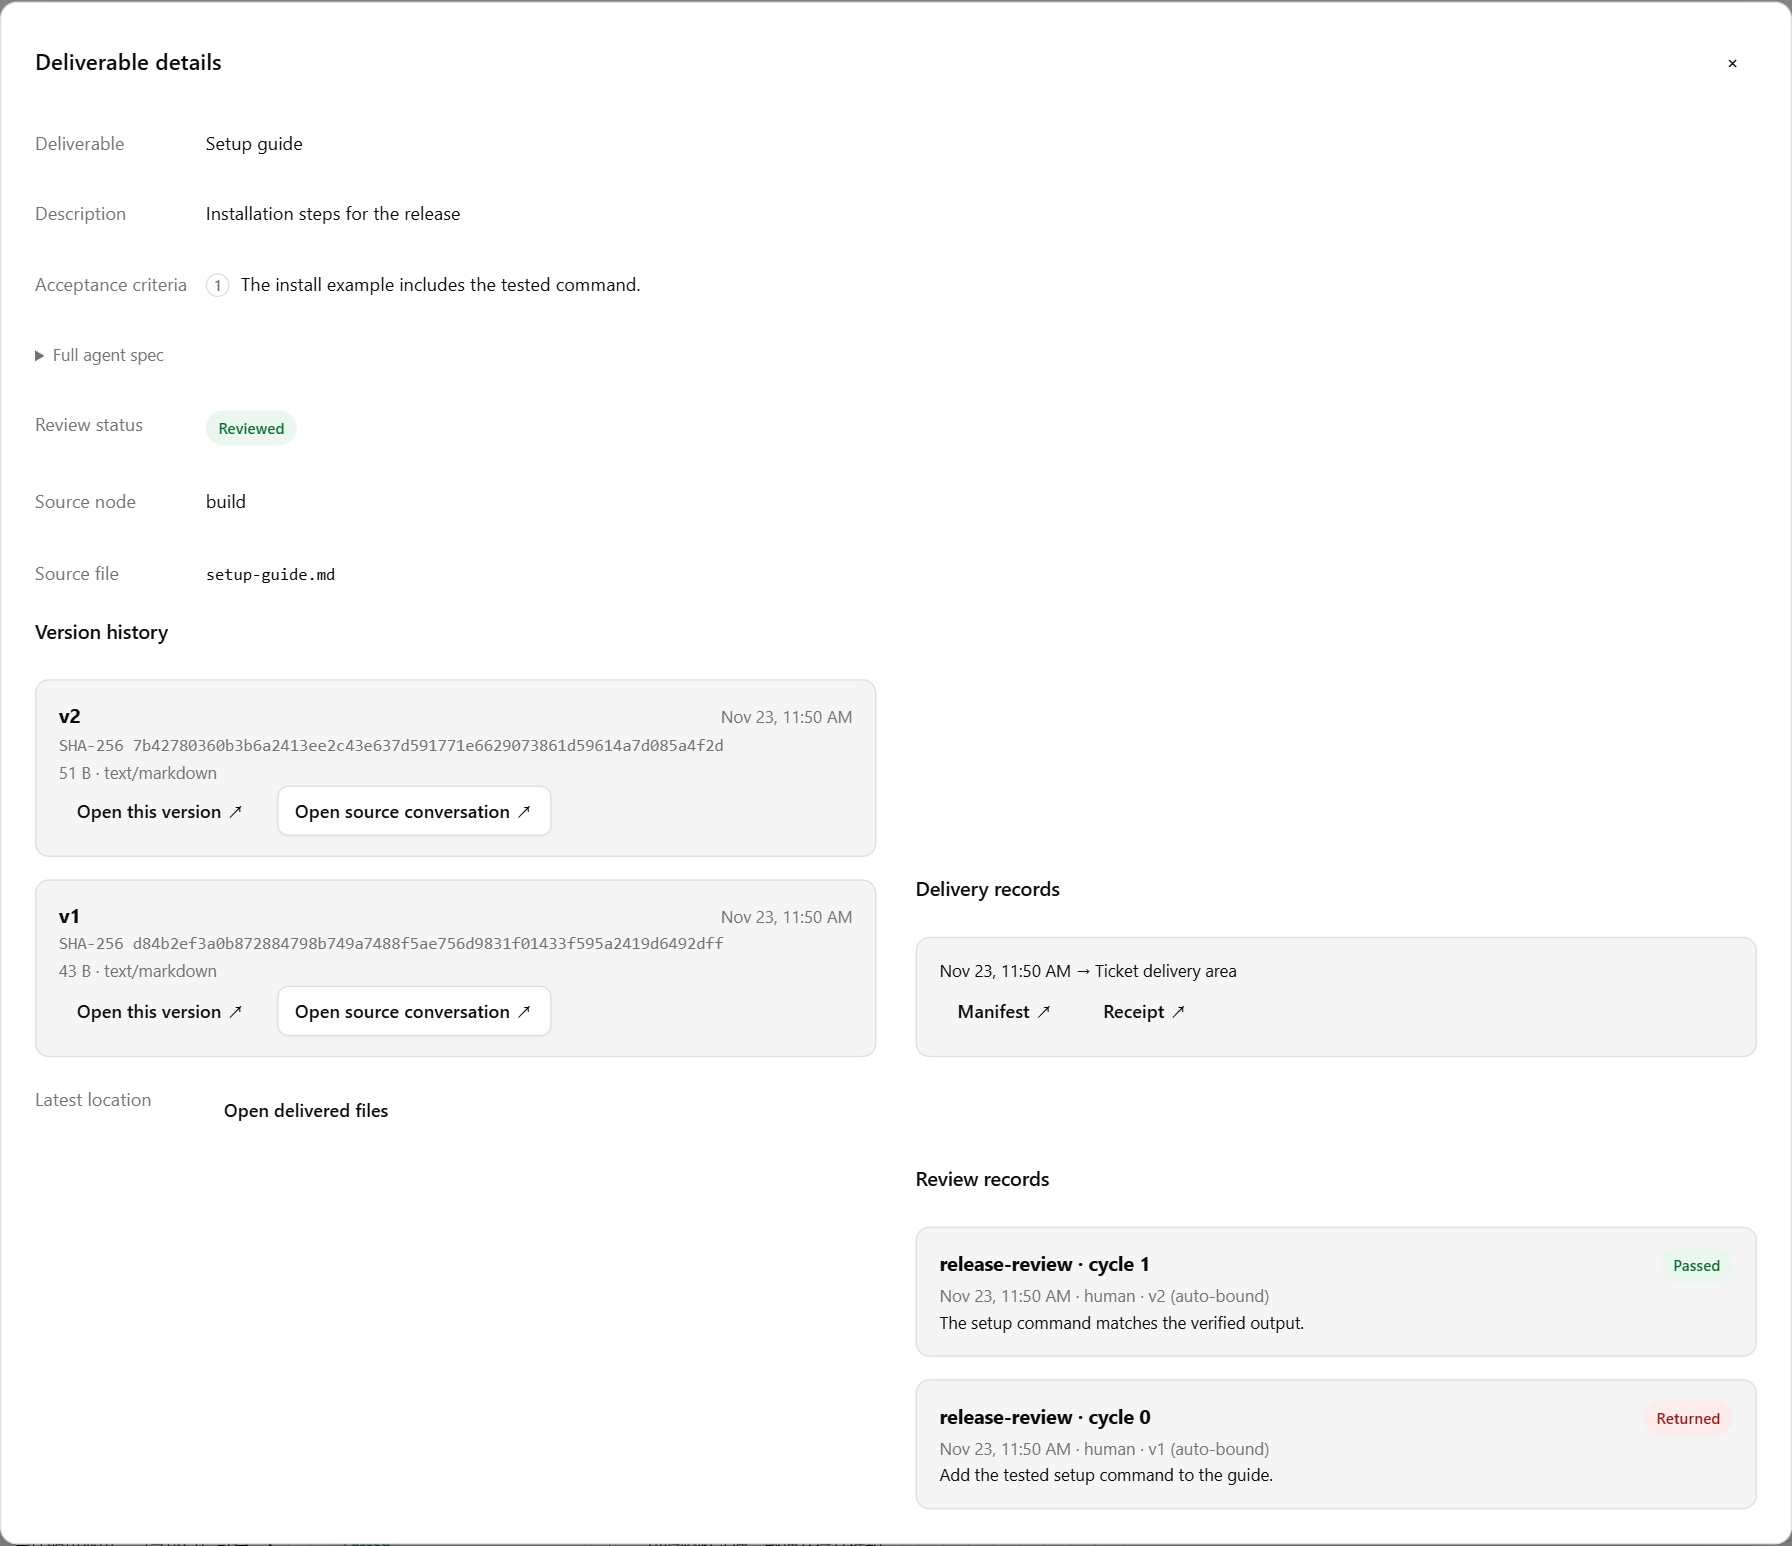 Deliverable details
×
Deliverable Setup guide
Description Installation steps for the release
Acceptance criteria 1 The install example includes the tested command.
▶ Full agent spec
Review status Reviewed
Source node build
Source file setup-guide.md
Version history
v2 Nov 23, 11:50 AM
SHA-256 7b42780360b3b6a2413ee2c43e637d591771e6629073861d59614a7d085a4f2d
51 B · text/markdown
Open this version ↗ Open source conversation ↗
v1 Nov 23, 11:50 AM
SHA-256 d84b2ef3a0b872884798b749a7488f5ae756d9831f01433f595a2419d6492dff
43 B · text/markdown
Open this version ↗ Open source conversation ↗
Latest location Open delivered files
Delivery records
Nov 23, 11:50 AM → Ticket delivery area
Manifest ↗ Receipt ↗
Review records
release-review · cycle 1 Passed
Nov 23, 11:50 AM · human · v2 (auto-bound)
The setup command matches the verified output.
release-review · cycle 0 Returned
Nov 23, 11:50 AM · human · v1 (auto-bound)
Add the tested setup command to the guide.